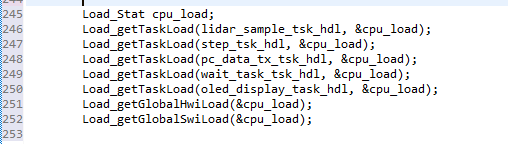 245 Load_Stat cpu_load;
246 Load_getTaskLoad(lidar_sample_tsk_hdl, &cpu_load);
247 Load_getTaskLoad(step_tsk_hdl, &cpu_load);
248 Load_getTaskLoad(pc_data_tx_tsk_hdl, &cpu_load);
249 Load_getTaskLoad(wait_task_tsk_hdl, &cpu_load);
250 Load_getTaskLoad(oled_display_task_hdl, &cpu_load);
251 Load_getGlobalHwiLoad(&cpu_load);
252 Load_getGlobalSwiLoad(&cpu_load);
253